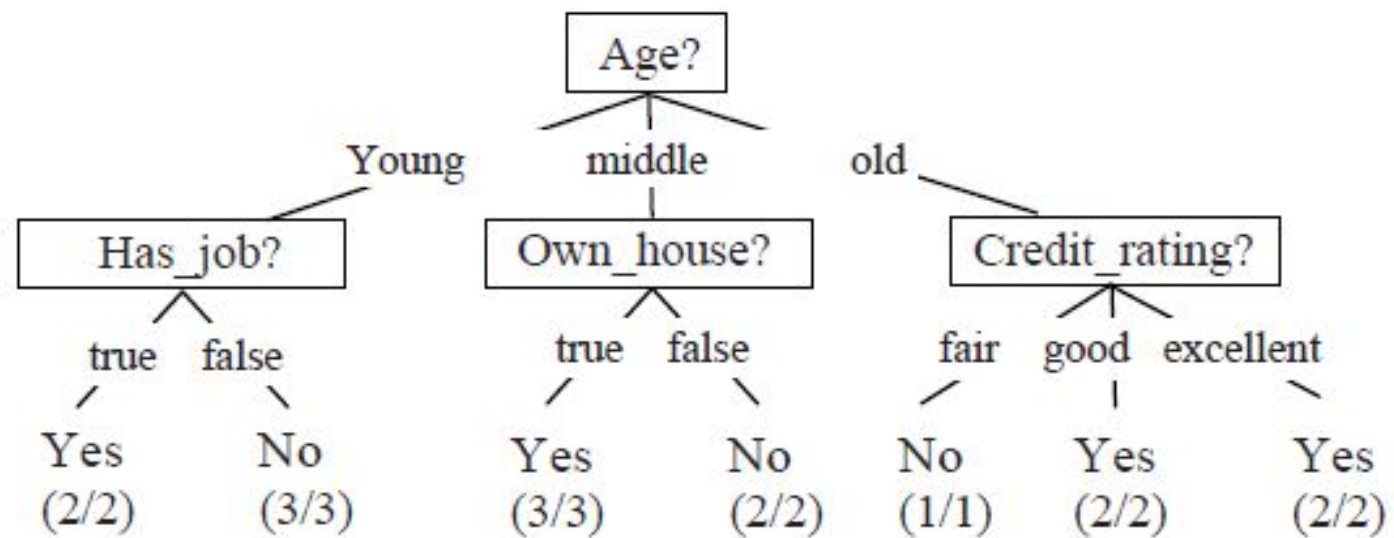 Age?
Young middle old
Has_job? Own_house? Credit_rating?
true false true false fair good excellent
Yes No Yes No No Yes Yes
(2/2) (3/3) (3/3) (2/2) (1/1) (2/2) (2/2)